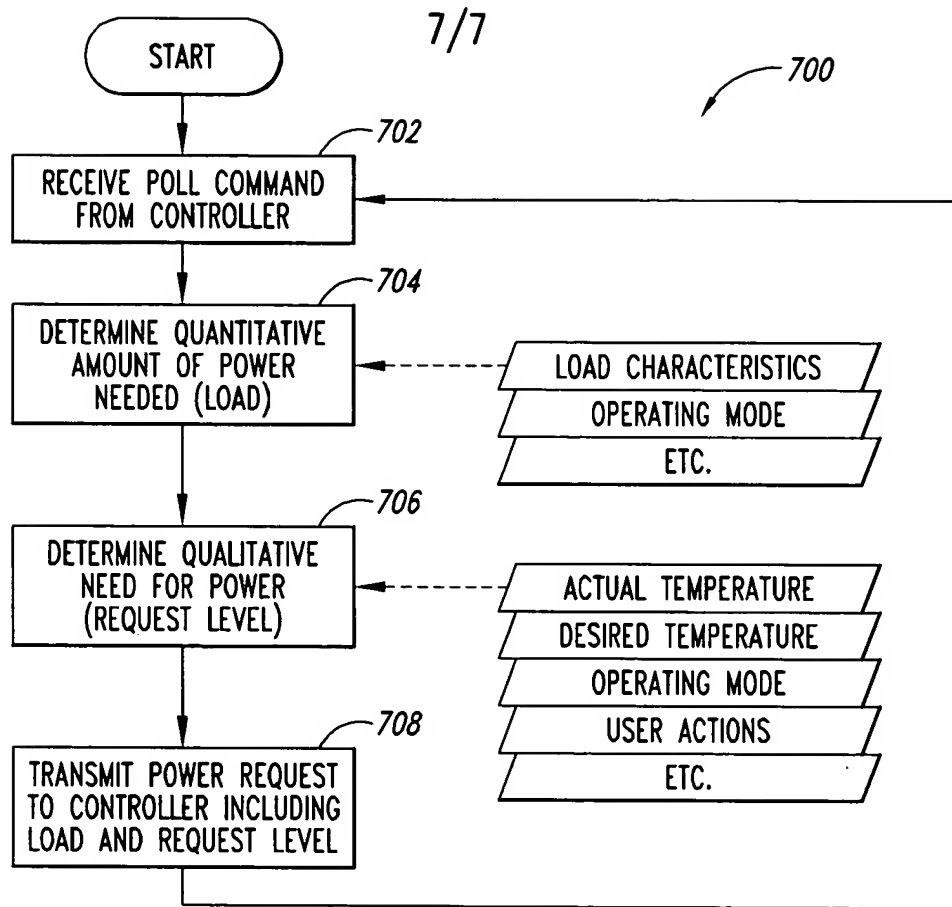 7/7
START
700
702
RECEIVE POLL COMMAND
FROM CONTROLLER
704
DETERMINE QUANTITATIVE
AMOUNT OF POWER
NEEDED (LOAD)
LOAD CHARACTERISTICS
OPERATING MODE
ETC.
706
DETERMINE QUALITATIVE
NEED FOR POWER
(REQUEST LEVEL)
ACTUAL TEMPERATURE
DESIRED TEMPERATURE
OPERATING MODE
USER ACTIONS
ETC.
708
TRANSMIT POWER REQUEST
TO CONTROLLER INCLUDING
LOAD AND REQUEST LEVEL